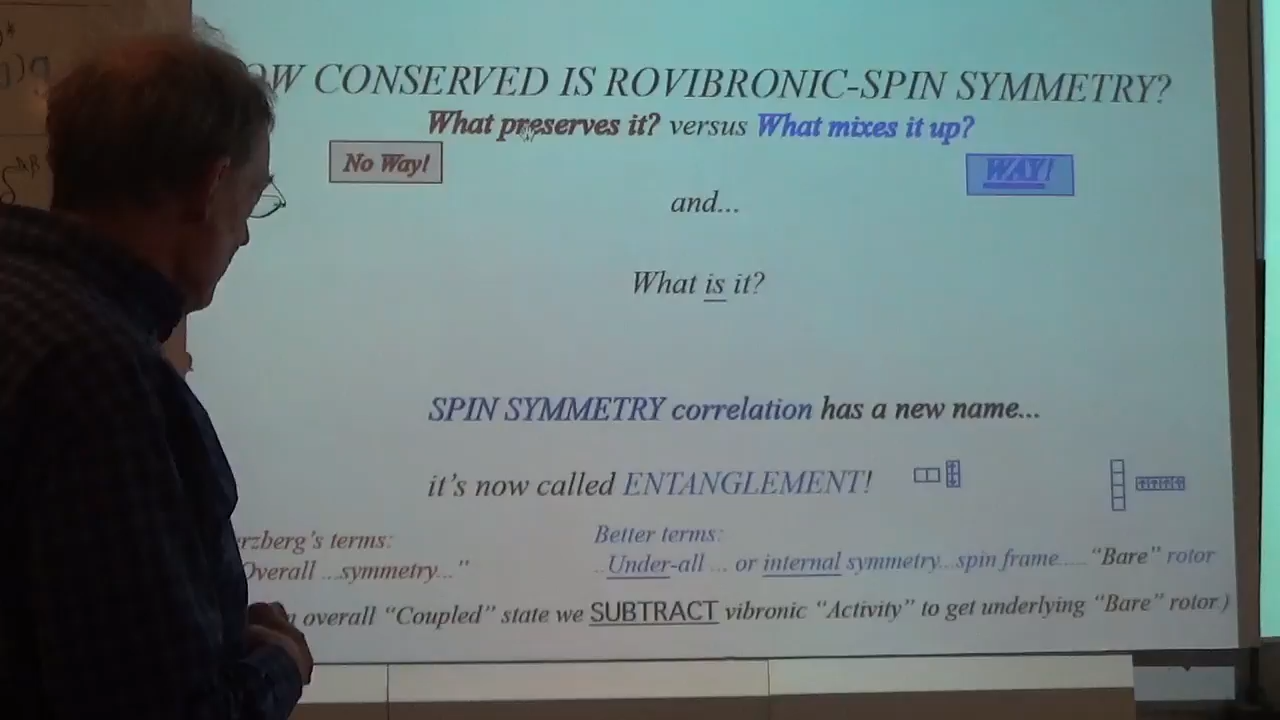 OW CONSERVED IS ROVIBRONIC-SPIN SYMMETRY?
What preserves it? versus What mixes it up?
No Way!
WAY!
and...
What is it?
SPIN SYMMETRY correlation has a new name...
it's now called ENTANGLEMENT!
rzberg's terms:
Better terms:
Overall ...symmetry..."
..Under-all ... or internal symmetry...spin frame..... "Bare" rotor
overall "Coupled" state we SUBTRACT vibronic "Activity" to get underlying "Bare" rotor.)